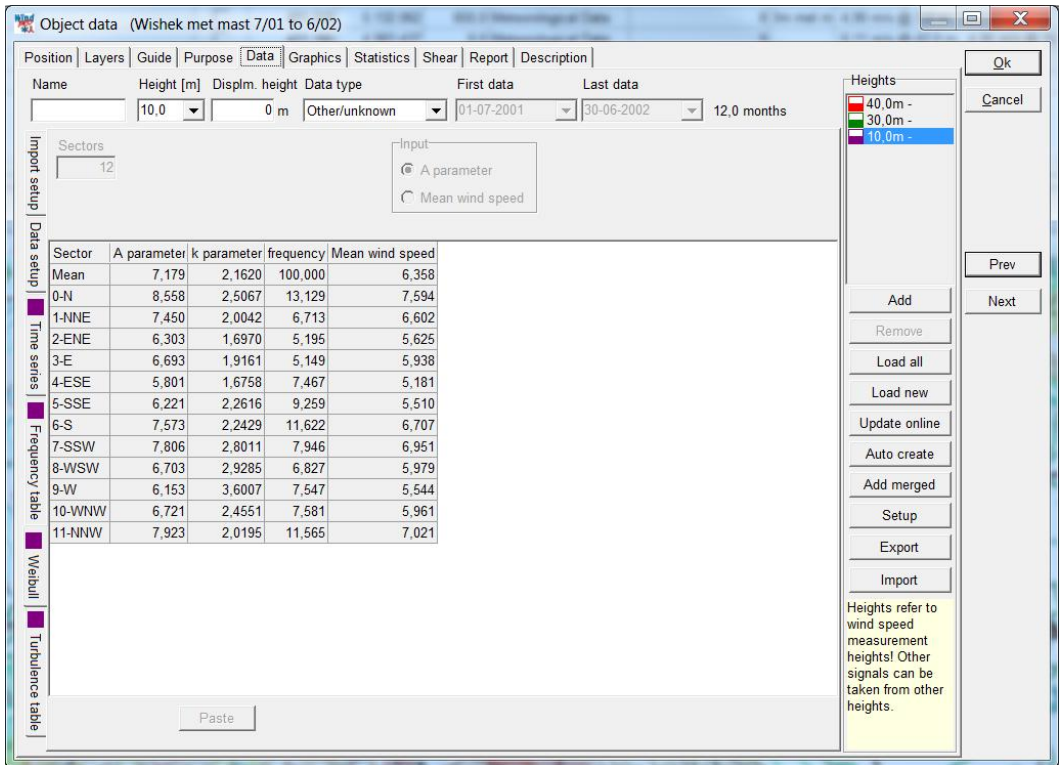 Object data (Wishek met mast 7/01 to 6/02)
Position Layers Guide Purpose Data Graphics Statistics Shear Report Description
Name Height [m] Displm. height Data type First data Last data
10,0 0 m Other/unknown 01-07-2001 30-06-2002 12,0 months
Import setup
Data setup
Time series
Frequency table
Weibull
Turbulence table
Sectors
12
Input
A parameter
Mean wind speed
Sector A parameter k parameter frequency Mean wind speed
Mean 7,179 2,1620 100,000 6,358
0-N 8,558 2,5067 13,129 7,594
1-NNE 7,450 2,0042 6,713 6,602
2-ENE 6,303 1,6970 5,195 5,625
3-E 6,693 1,9161 5,149 5,938
4-ESE 5,801 1,6758 7,467 5,181
5-SSE 6,221 2,2616 9,259 5,510
6-S 7,573 2,2429 11,622 6,707
7-SSW 7,806 2,8011 7,946 6,951
8-WSW 6,703 2,9285 6,827 5,979
9-W 6,153 3,6007 7,547 5,544
10-WNW 6,721 2,4551 7,581 5,961
11-NNW 7,923 2,0195 11,565 7,021
Paste
Heights
40,0m -
30,0m -
10,0m -
Add
Remove
Load all
Load new
Update online
Auto create
Add merged
Setup
Export
Import
Heights refer to
wind speed
measurement
heights! Other
signals can be
taken from other
heights.
Ok
Cancel
Prev
Next